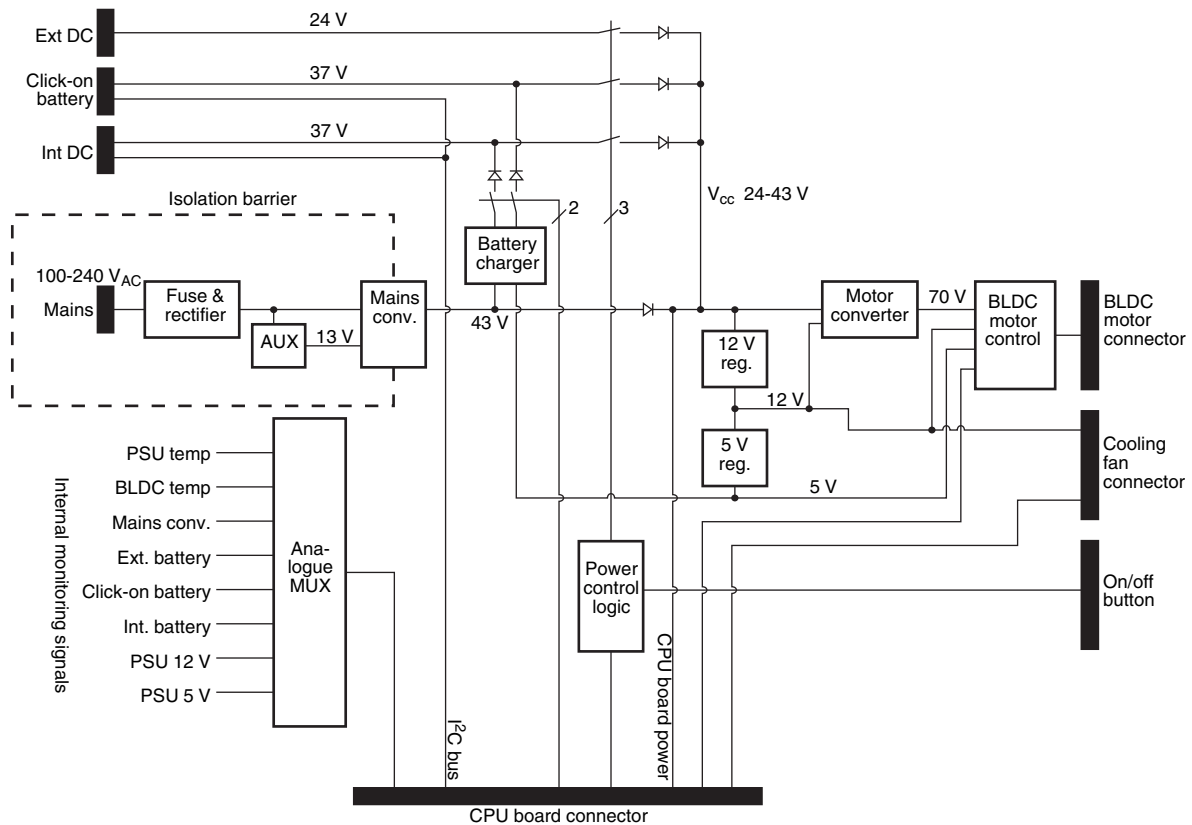 24 V
Ext DC
37 V
Click-on
battery
37 V
Int DC
Isolation barrier
2
3
Vcc 24-43 V
Battery
charger
100-240 VAC
Mains
Fuse &
rectifier
Mains
conv.
AUX
13 V
43 V
Motor
converter
70 V
BLDC
motor
control
BLDC
motor
connector
12 V
reg.
12 V
5 V
reg.
5 V
Cooling
fan
connector
Internal monitoring signals
PSU temp
BLDC temp
Mains conv.
Ext. battery
Click-on battery
Int. battery
PSU 12 V
PSU 5 V
Ana-
logue
MUX
Power
control
logic
On/off
button
I2C bus
CPU board power
CPU board connector